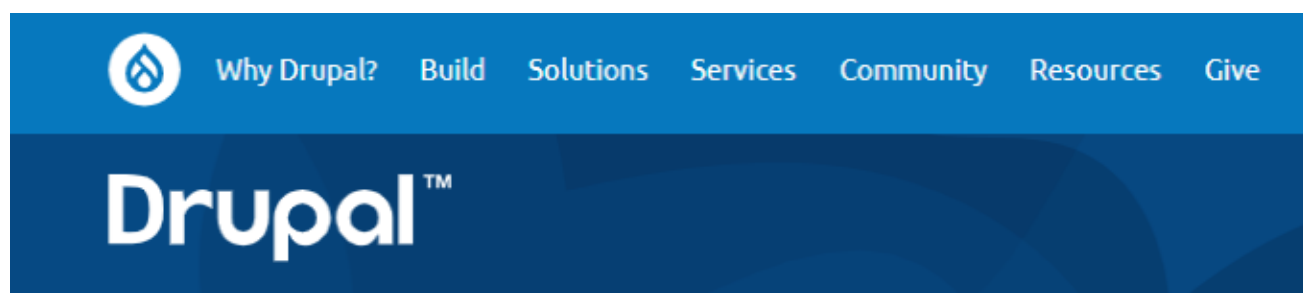 Why Drupal? Build Solutions Services Community Resources Give
Drupal™